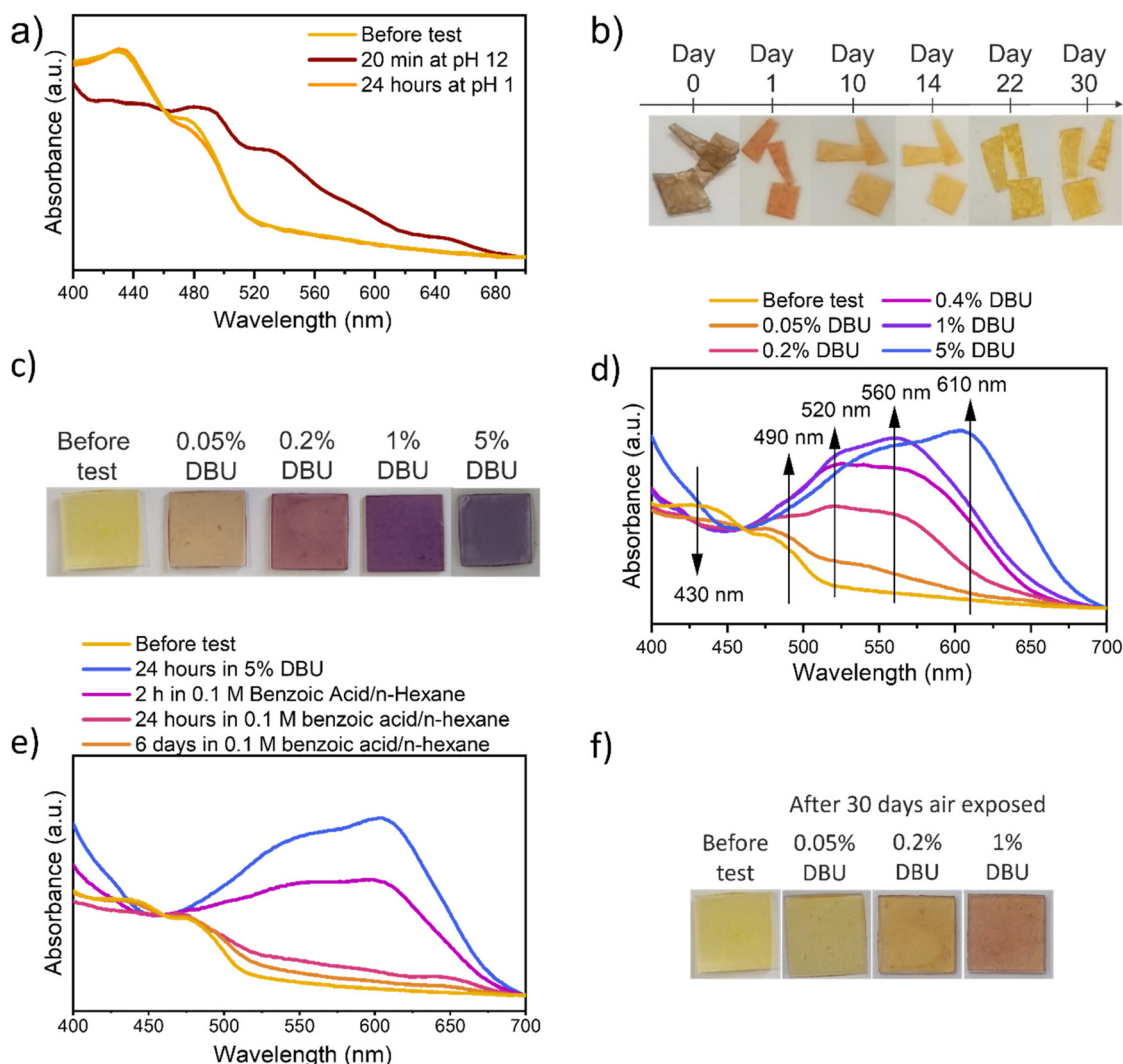 a)
Before test
20 min at pH 12
24 hours at pH 1
Absorbance (a.u.)
400 440 480 520 560 600 640 680
Wavelength (nm)
b)
Day Day Day Day Day Day
0 1 10 14 22 30
c)
Before test 0.05% DBU 0.2% DBU 1% DBU 5% DBU
Before test 0.4% DBU
0.05% DBU 1% DBU
0.2% DBU 5% DBU
d)
610 nm
560 nm
520 nm
490 nm
430 nm
Absorbance (a.u.)
400 450 500 550 600 650 700
Wavelength (nm)
Before test
24 hours in 5% DBU
2 h in 0.1 M Benzoic Acid/n-Hexane
24 hours in 0.1 M benzoic acid/n-hexane
6 days in 0.1 M benzoic acid/n-hexane
e)
Absorbance (a.u.)
400 450 500 550 600 650 700
Wavelength (nm)
f)
After 30 days air exposed
Before 0.05% 0.2% 1%
test DBU DBU DBU